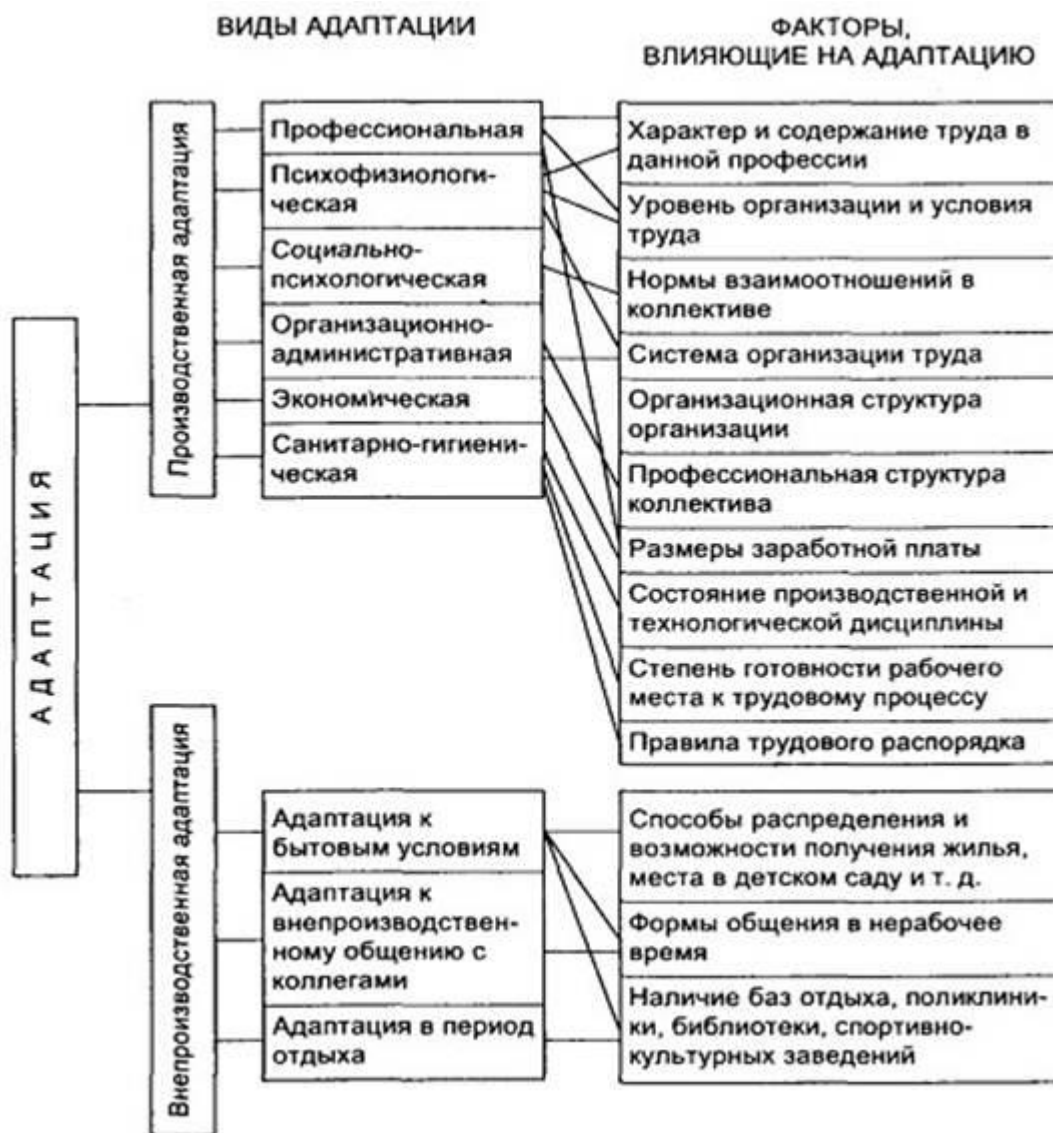 ВИДЫ АДАПТАЦИИ
ФАКТОРЫ,
ВЛИЯЮЩИЕ НА АДАПТАЦИЮ
АДАПТАЦИЯ
Производственная адаптация
Профессиональная
Психофизиологи-
ческая
Социально-
психологическая
Организационно-
административная
Экономическая
Санитарно-гигиени-
ческая
Характер и содержание труда в
данной профессии
Уровень организации и условия
труда
Нормы взаимоотношений в
коллективе
Система организации труда
Организационная структура
организации
Профессиональная структура
коллектива
Размеры заработной платы
Состояние производственной и
технологической дисциплины
Степень готовности рабочего
места к трудовому процессу
Правила трудового распорядка
Внепроизводственная адаптация
Адаптация к
бытовым условиям
Адаптация к
внепроизводствен-
ному общению с
коллегами
Адаптация в период
отдыха
Способы распределения и
возможности получения жилья,
места в детском саду и т. д.
Формы общения в нерабочее
время
Наличие баз отдыха, поликлини-
ки, библиотеки, спортивно-
культурных заведений